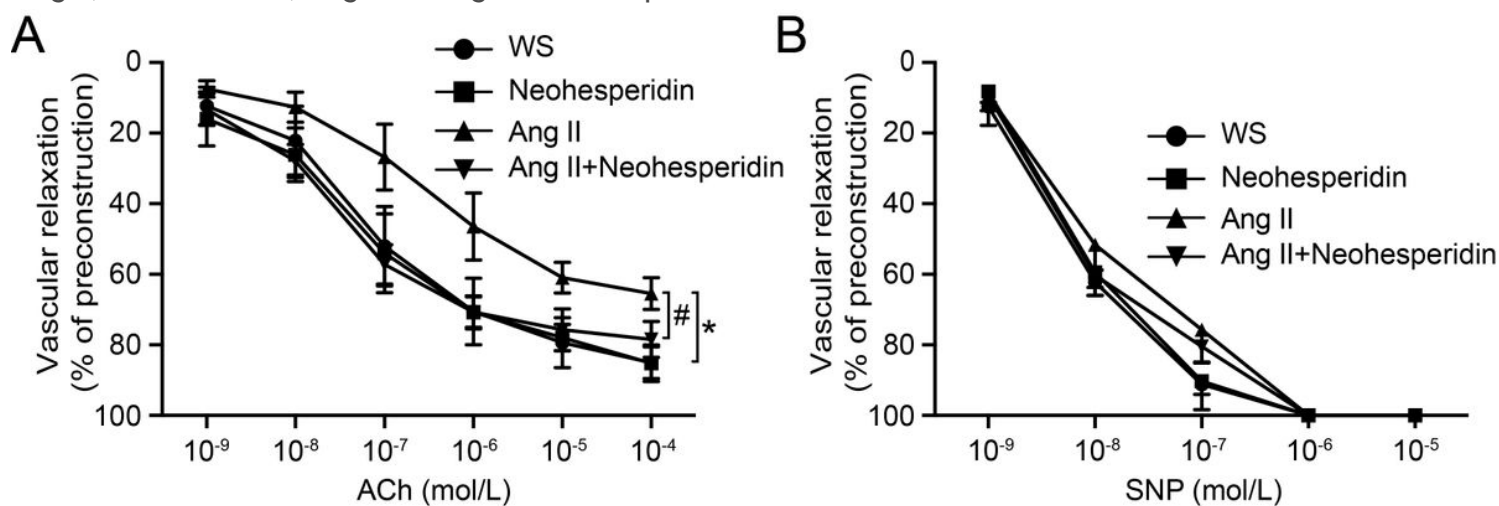 A
WS
Neohesperidin
Ang II
Ang II+Neohesperidin
Vascular relaxation
(% of preconstruction)
0
20
40
60
80
100
#
*
10-9
10-8
10-7
10-6
10-5
10-4
ACh (mol/L)
B
WS
Neohesperidin
Ang II
Ang II+Neohesperidin
Vascular relaxation
(% of preconstruction)
0
20
40
60
80
100
10-9
10-8
10-7
10-6
10-5
SNP (mol/L)